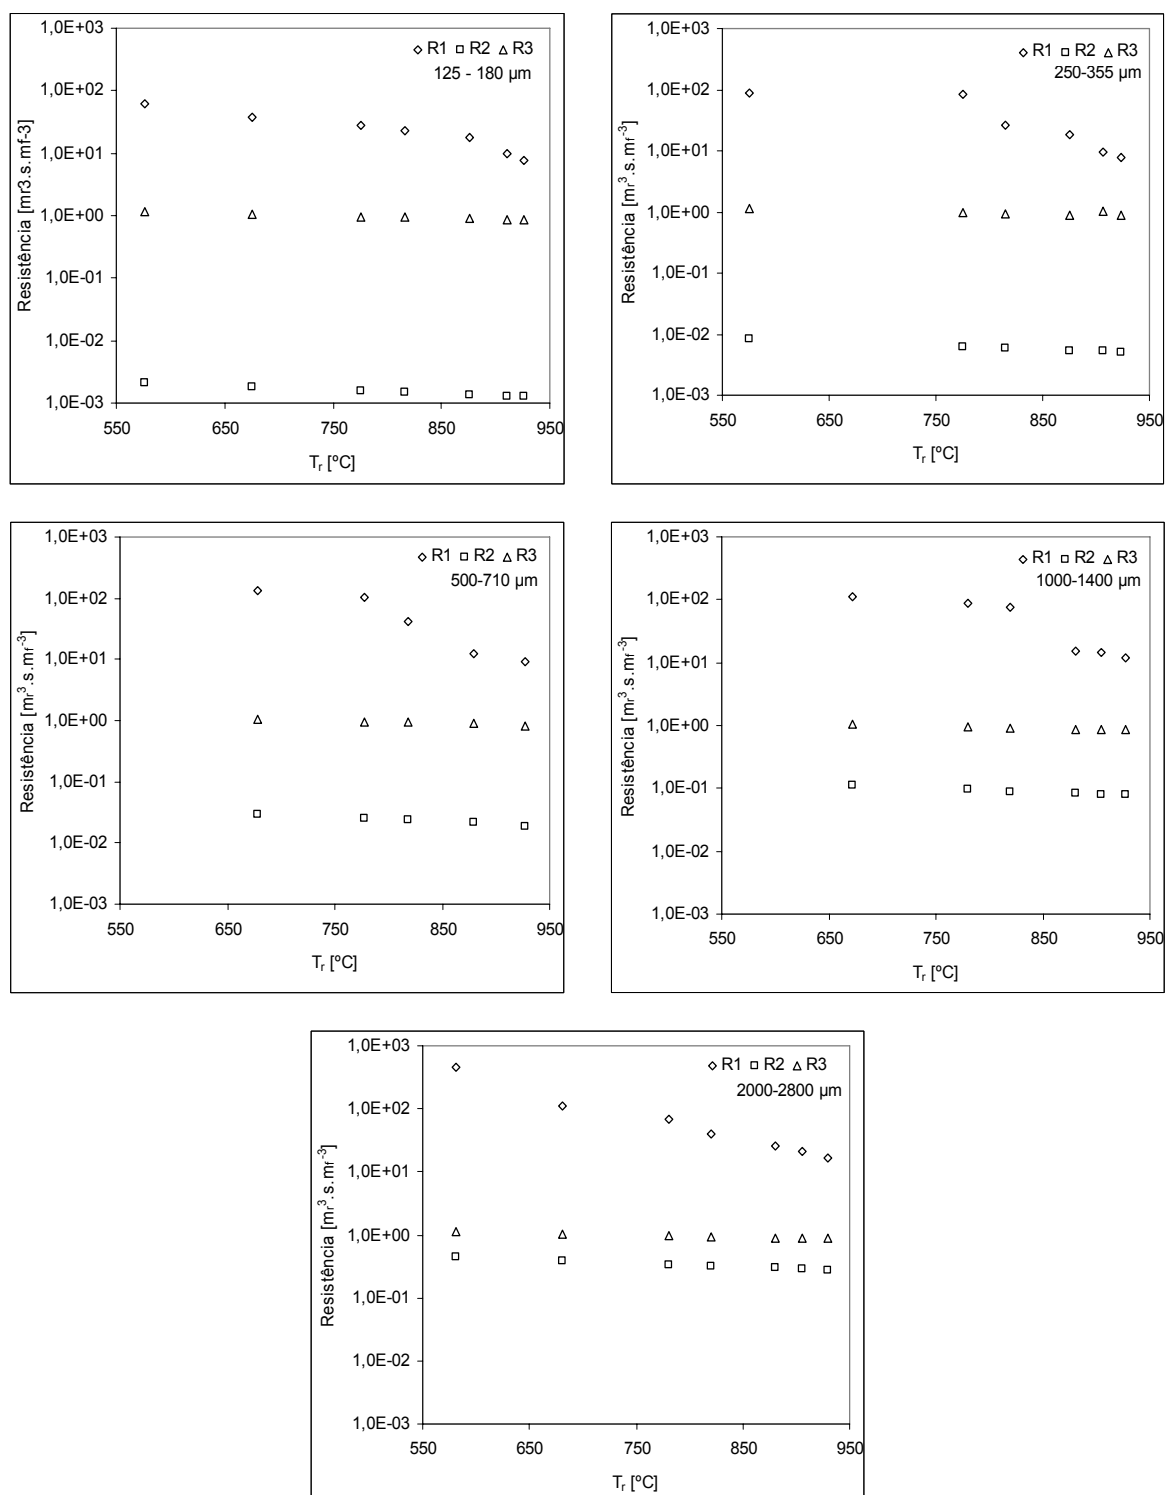 1,0E+03
◇ R1 □ R2 △ R3
125 - 180 µm
1,0E+02
1,0E+01
1,0E+00
1,0E-01
1,0E-02
1,0E-03
Resistência [mr3.s.mf-3]
550 650 750 850 950
Tr [ºC]
1,0E+03
◇ R1 □ R2 △ R3
250-355 µm
1,0E+02
1,0E+01
1,0E+00
1,0E-01
1,0E-02
1,0E-03
Resistência [mr³.s.mf⁻³]
550 650 750 850 950
Tr [ºC]
1,0E+03
◇ R1 □ R2 △ R3
500-710 µm
1,0E+02
1,0E+01
1,0E+00
1,0E-01
1,0E-02
1,0E-03
Resistência [mr³.s.mf⁻³]
550 650 750 850 950
Tr [ºC]
1,0E+03
◇ R1 □ R2 △ R3
1000-1400 µm
1,0E+02
1,0E+01
1,0E+00
1,0E-01
1,0E-02
1,0E-03
Resistência [mr³.s.mf⁻³]
550 650 750 850 950
Tr [ºC]
1,0E+03
◇ R1 □ R2 △ R3
2000-2800 µm
1,0E+02
1,0E+01
1,0E+00
1,0E-01
1,0E-02
1,0E-03
Resistência [mr³.s.mf⁻³]
550 650 750 850 950
Tr [ºC]